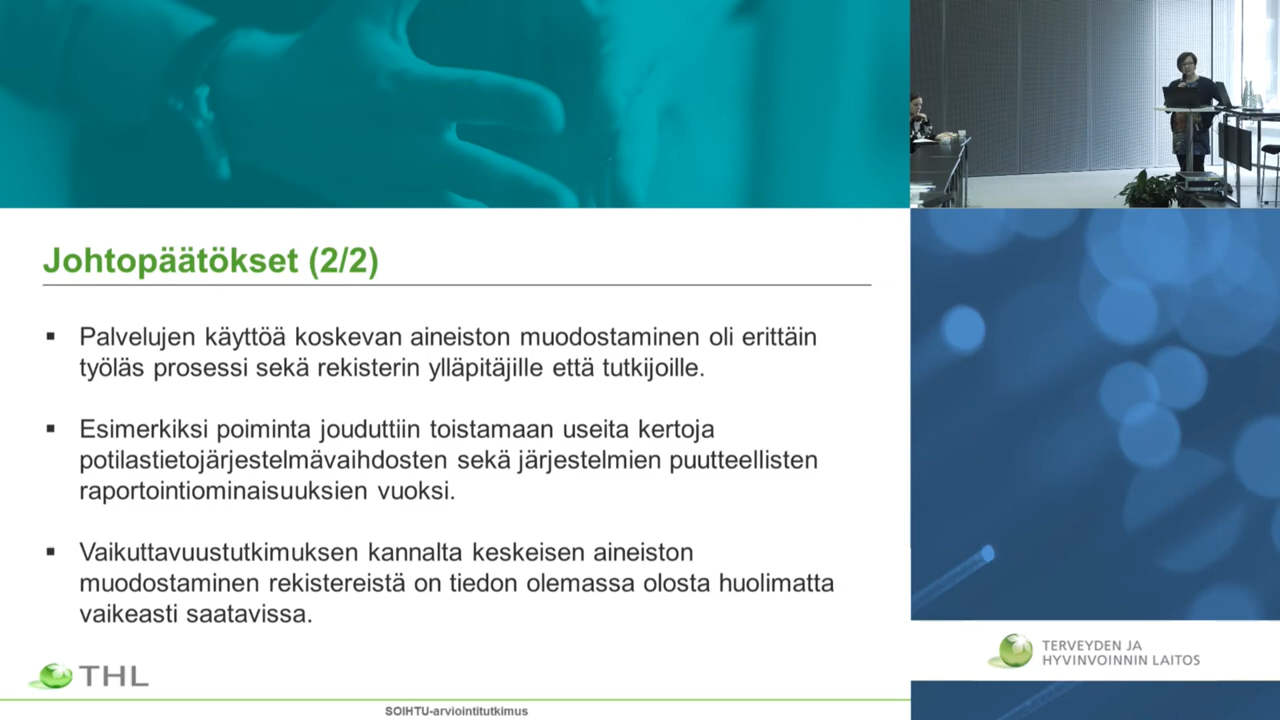 Johtopäätökset (2/2)
▪ Palvelujen käyttöä koskevan aineiston muodostaminen oli erittäin
työläs prosessi sekä rekisterin ylläpitäjille että tutkijoille.
▪ Esimerkiksi poiminta jouduttiin toistamaan useita kertoja
potilastietojärjestelmävaihdosten sekä järjestelmien puutteellisten
raportointiominaisuuksien vuoksi.
▪ Vaikuttavuustutkimuksen kannalta keskeisen aineiston
muodostaminen rekistereistä on tiedon olemassa olosta huolimatta
vaikeasti saatavissa.
THL
SOIHTU-arviointitutkimus
TERVEYDEN JA
HYVINVOINNIN LAITOS